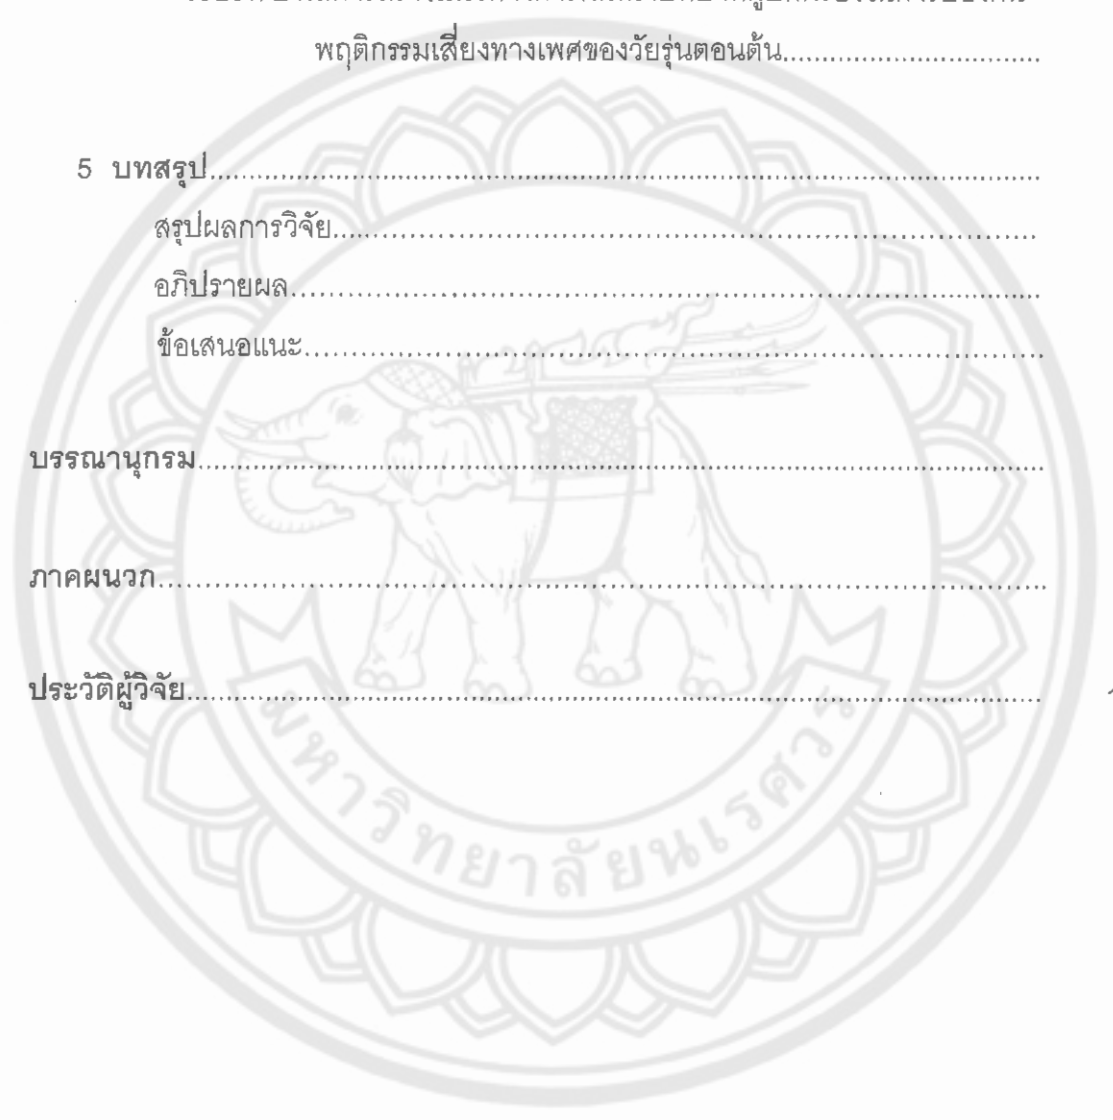 พฤติกรรมเสี่ยงทางเพศของวัยรุ่นตอนต้น................................
5 บทสรุป................................................................................
สรุปผลการวิจัย................................................................................
อภิปรายผล................................................................................
ข้อเสนอแนะ................................................................................
บรรณานุกรม................................................................................
ภาคผนวก................................................................................
ประวัติผู้วิจัย................................................................................
มหาวิทยาลัยนเรศวร